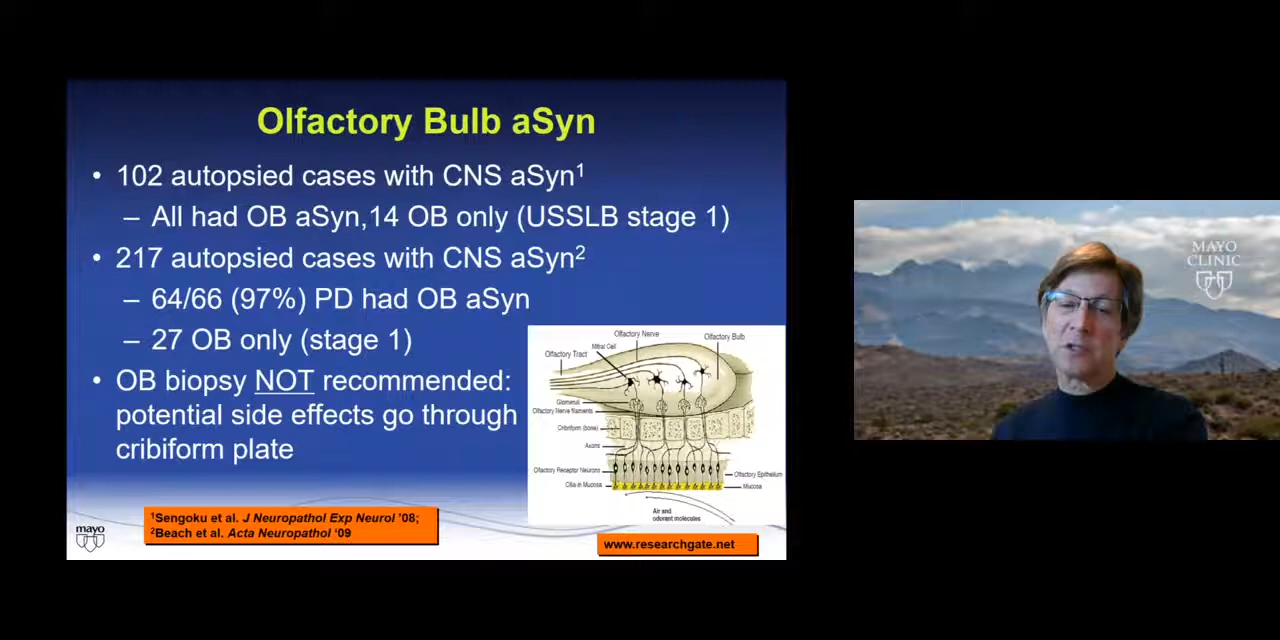 Olfactory Bulb aSyn
• 102 autopsied cases with CNS aSyn¹
– All had OB aSyn,14 OB only (USSLB stage 1)
• 217 autopsied cases with CNS aSyn²
– 64/66 (97%) PD had OB aSyn
– 27 OB only (stage 1)
• OB biopsy NOT recommended:
potential side effects go through
cribiform plate
Olfactory Nerve
Olfactory Bulb
Mitral Cell
Olfactory Tract
Glomeruli
Olfactory Nerve filaments
Cribiform (bone)
Axons
Olfactory Receptor Neurons
Olfactory Epithelium
Cilia in Mucosa
Mucosa
Air and
odorant molecules
mayo
¹Sengoku et al. J Neuropathol Exp Neurol '08;
²Beach et al. Acta Neuropathol '09
www.researchgate.net
MAYO
CLINIC